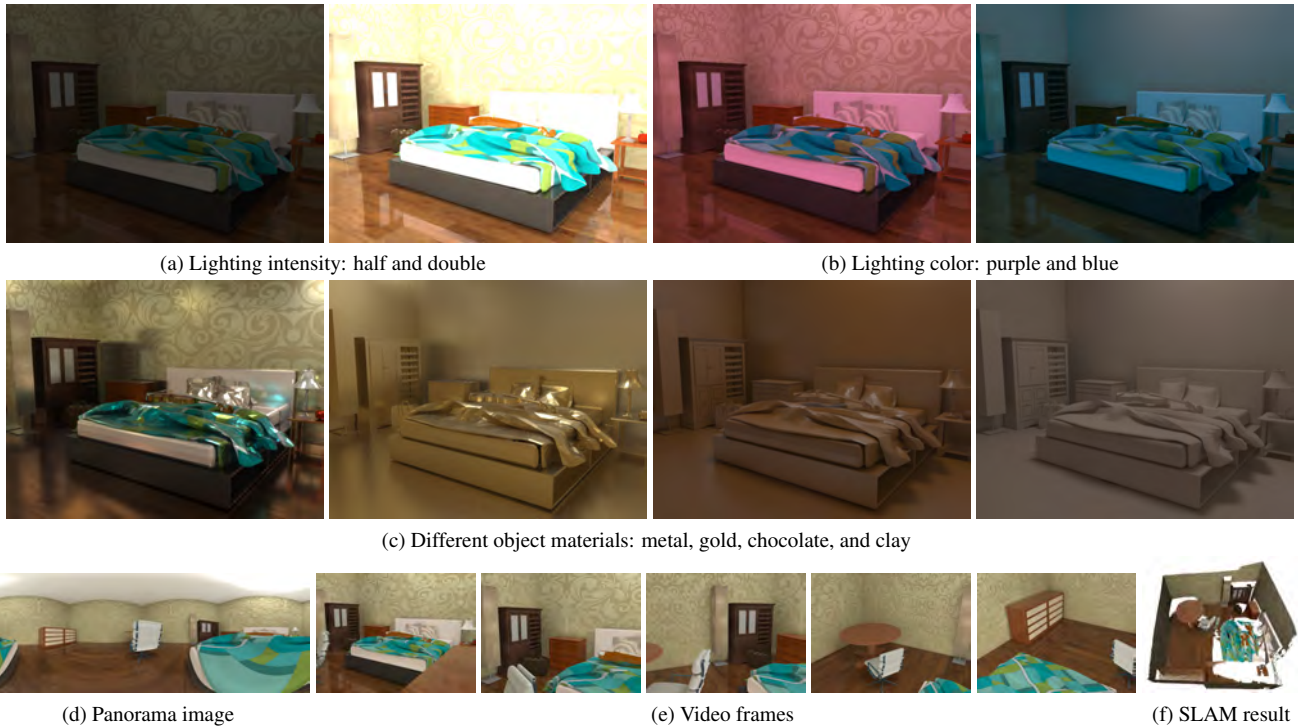 (a) Lighting intensity: half and double
(b) Lighting color: purple and blue
(c) Different object materials: metal, gold, chocolate, and clay
(d) Panorama image
(e) Video frames
(f) SLAM result